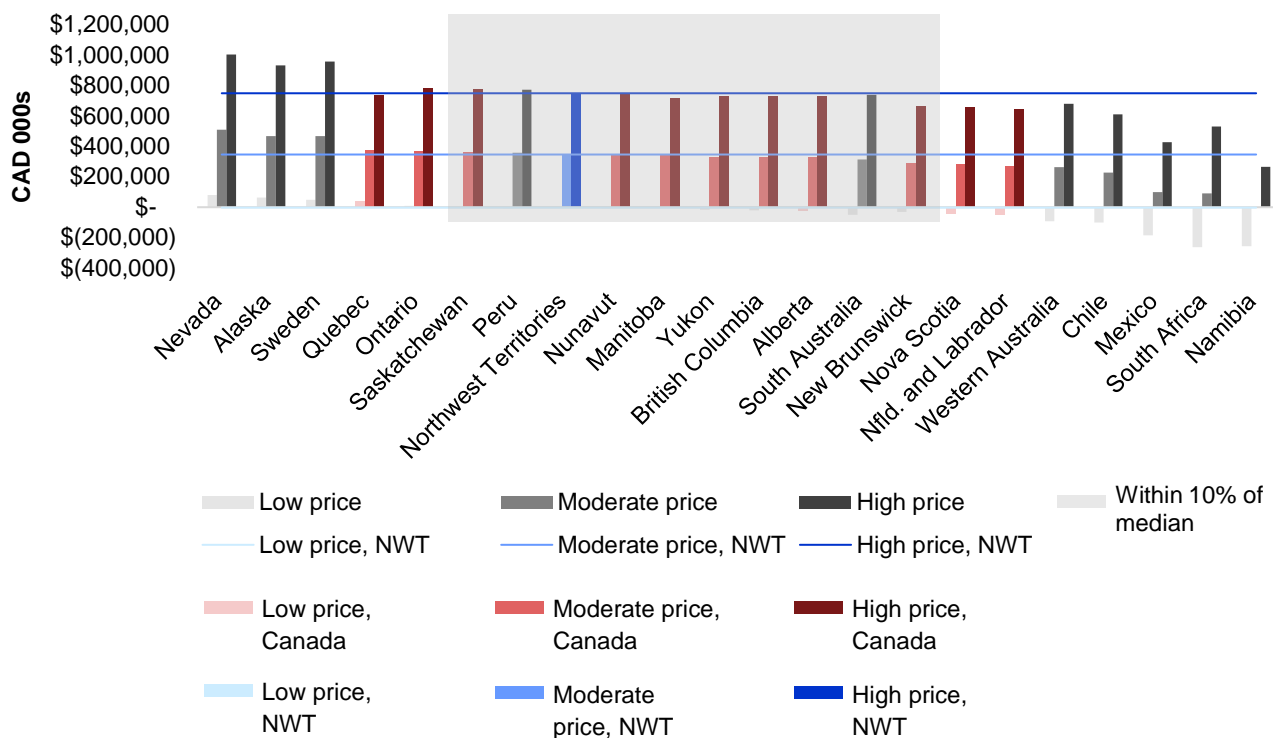 $1,200,000
$1,000,000
$800,000
$600,000
$400,000
$200,000
$-
$(200,000)
$(400,000)
CAD 000s
Nevada
Alaska
Sweden
Quebec
Ontario
Saskatchewan
Peru
Northwest Territories
Nunavut
Manitoba
Yukon
British Columbia
Alberta
South Australia
New Brunswick
Nova Scotia
Nfld. and Labrador
Western Australia
Chile
Mexico
South Africa
Namibia
Low price
Moderate price
High price
Within 10% of
median
Low price, NWT
Moderate price, NWT
High price, NWT
Low price,
Canada
Moderate price,
Canada
High price,
Canada
Low price,
NWT
Moderate
price, NWT
High price,
NWT